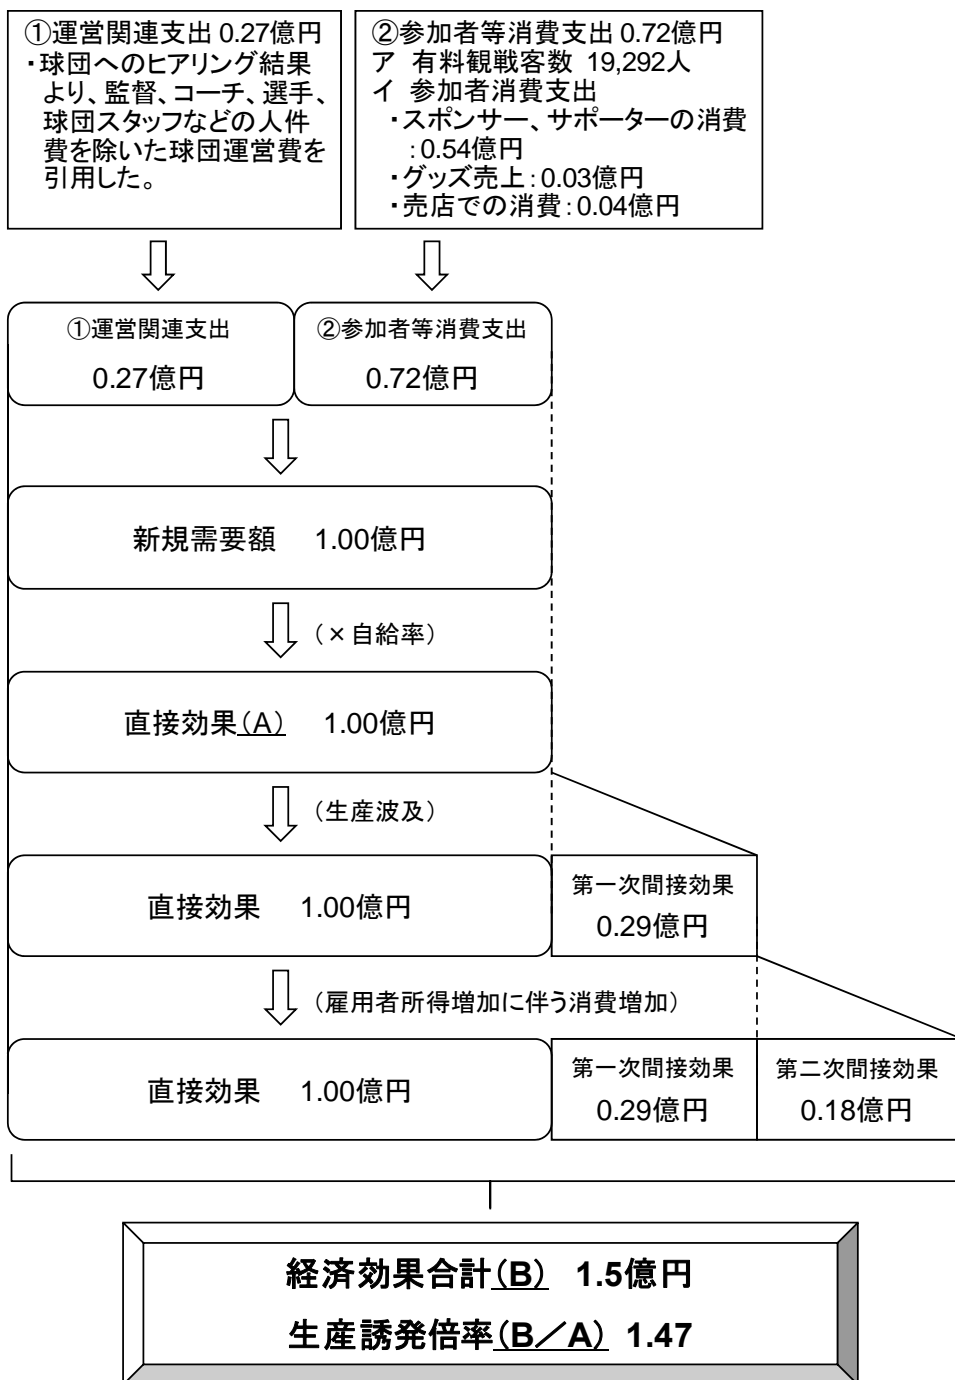 ①運営関連支出 0.27億円
・球団へのヒアリング結果
より、監督、コーチ、選手、
球団スタッフなどの人件
費を除いた球団運営費を
引用した。
②参加者等消費支出 0.72億円
ア 有料観戦客数 19,292人
イ 参加者消費支出
・スポンサー、サポーターの消費
:0.54億円
・グッズ売上:0.03億円
・売店での消費:0.04億円
①運営関連支出
0.27億円
②参加者等消費支出
0.72億円
新規需要額 1.00億円
(×自給率)
直接効果(A) 1.00億円
(生産波及)
直接効果 1.00億円
第一次間接効果
0.29億円
(雇用者所得増加に伴う消費増加)
直接効果 1.00億円
第一次間接効果
0.29億円
第二次間接効果
0.18億円
経済効果合計(B) 1.5億円
生産誘発倍率(B/A) 1.47